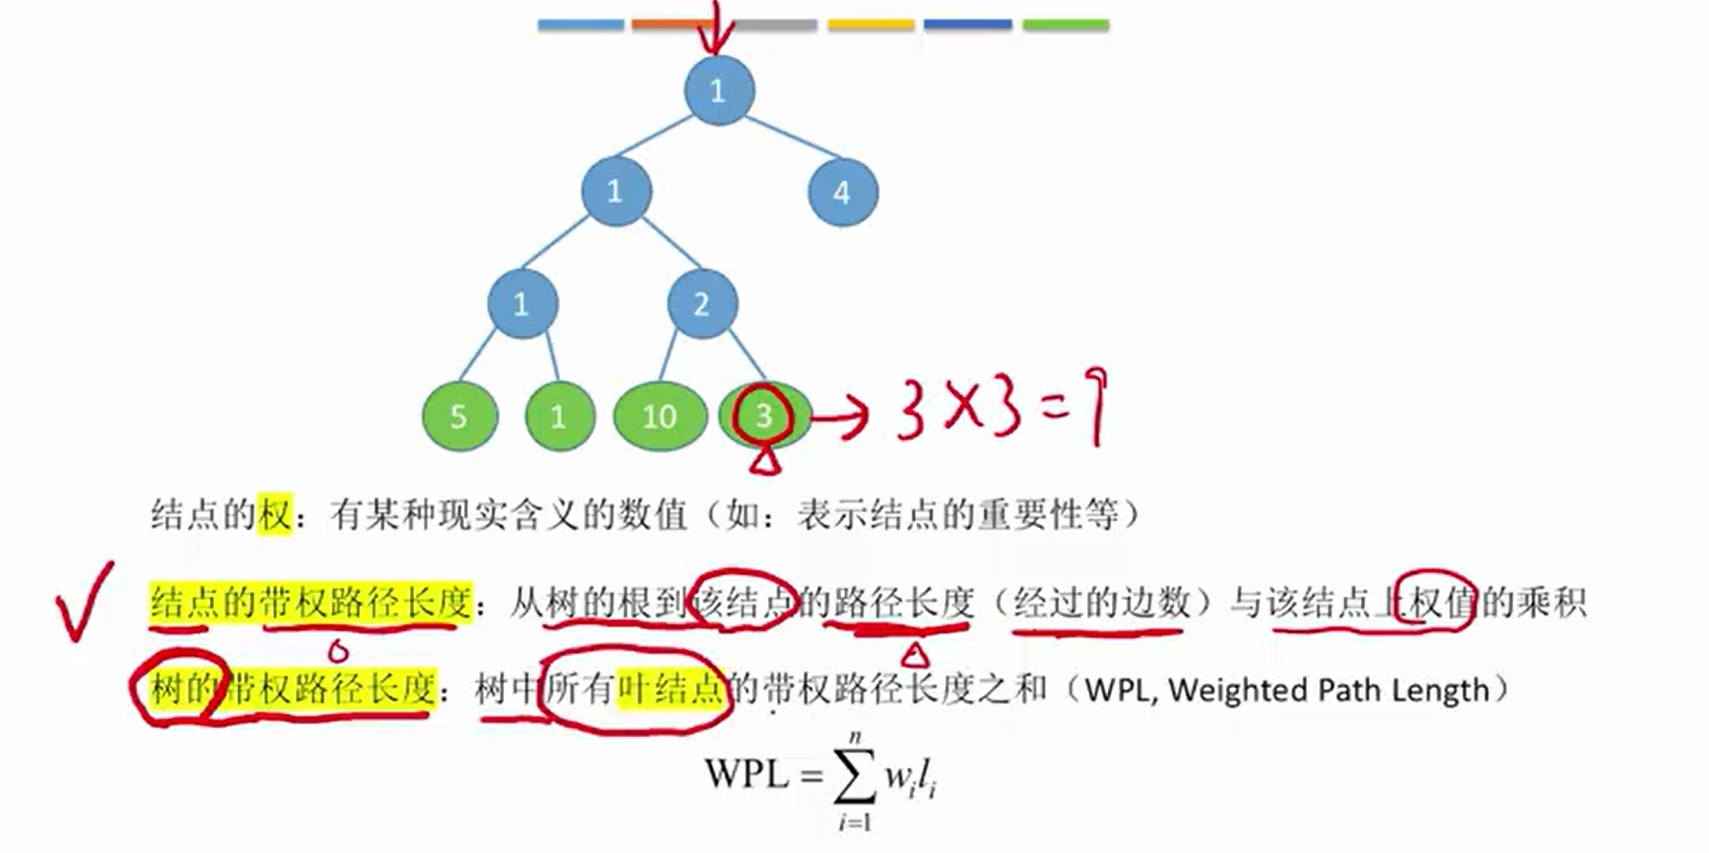 1
1 4
1 2
5 1 10 3 → 3×3=9
结点的权：有某种现实含义的数值（如：表示结点的重要性等）
结点的带权路径长度：从树的根到该结点的路径长度（经过的边数）与该结点上权值的乘积
树的带权路径长度：树中所有叶结点的带权路径长度之和（WPL, Weighted Path Length）
n
WPL = ∑ wᵢlᵢ
i=1